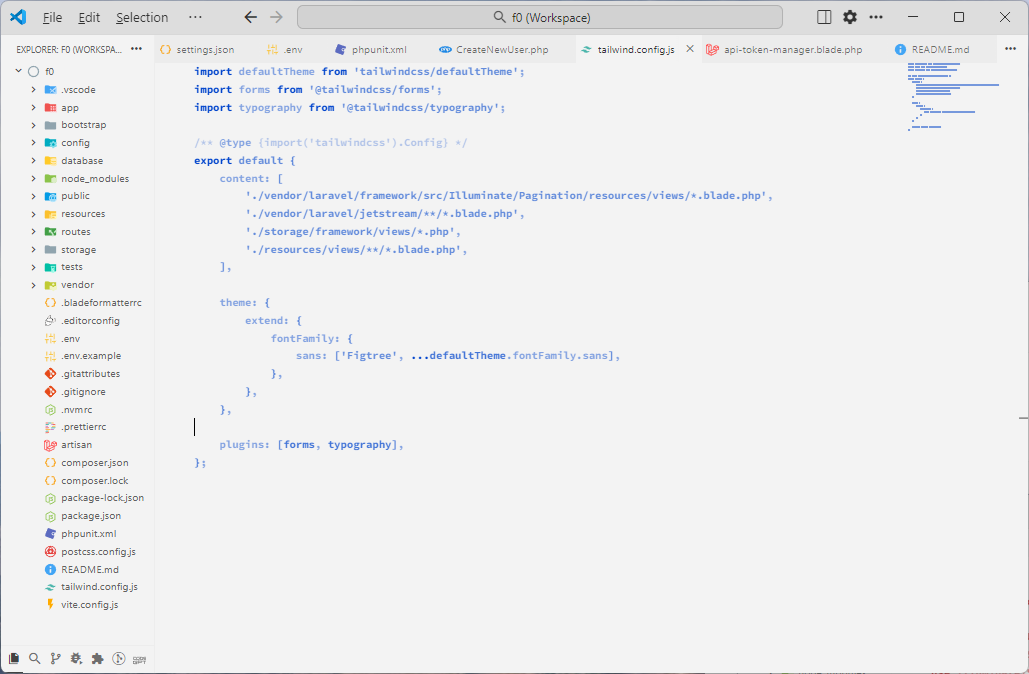 File Edit Selection ··· f0 (Workspace)
EXPLORER: F0 (WORKSPA... settings.json .env phpunit.xml CreateNewUser.php tailwind.config.js api-token-manager.blade.php README.md
f0
.vscode
app
bootstrap
config
database
node_modules
public
resources
routes
storage
tests
vendor
.bladeformatterrc
.editorconfig
.env
.env.example
.gitattributes
.gitignore
.nvmrc
.prettierrc
artisan
composer.json
composer.lock
package-lock.json
package.json
phpunit.xml
postcss.config.js
README.md
tailwind.config.js
vite.config.js
import defaultTheme from 'tailwindcss/defaultTheme';
import forms from '@tailwindcss/forms';
import typography from '@tailwindcss/typography';
/** @type {import('tailwindcss').Config} */
export default {
content: [
'./vendor/laravel/framework/src/Illuminate/Pagination/resources/views/*.blade.php',
'./vendor/laravel/jetstream/**/*.blade.php',
'./storage/framework/views/*.php',
'./resources/views/**/*.blade.php',
],
theme: {
extend: {
fontFamily: {
sans: ['Figtree', ...defaultTheme.fontFamily.sans],
},
},
},
plugins: [forms, typography],
};